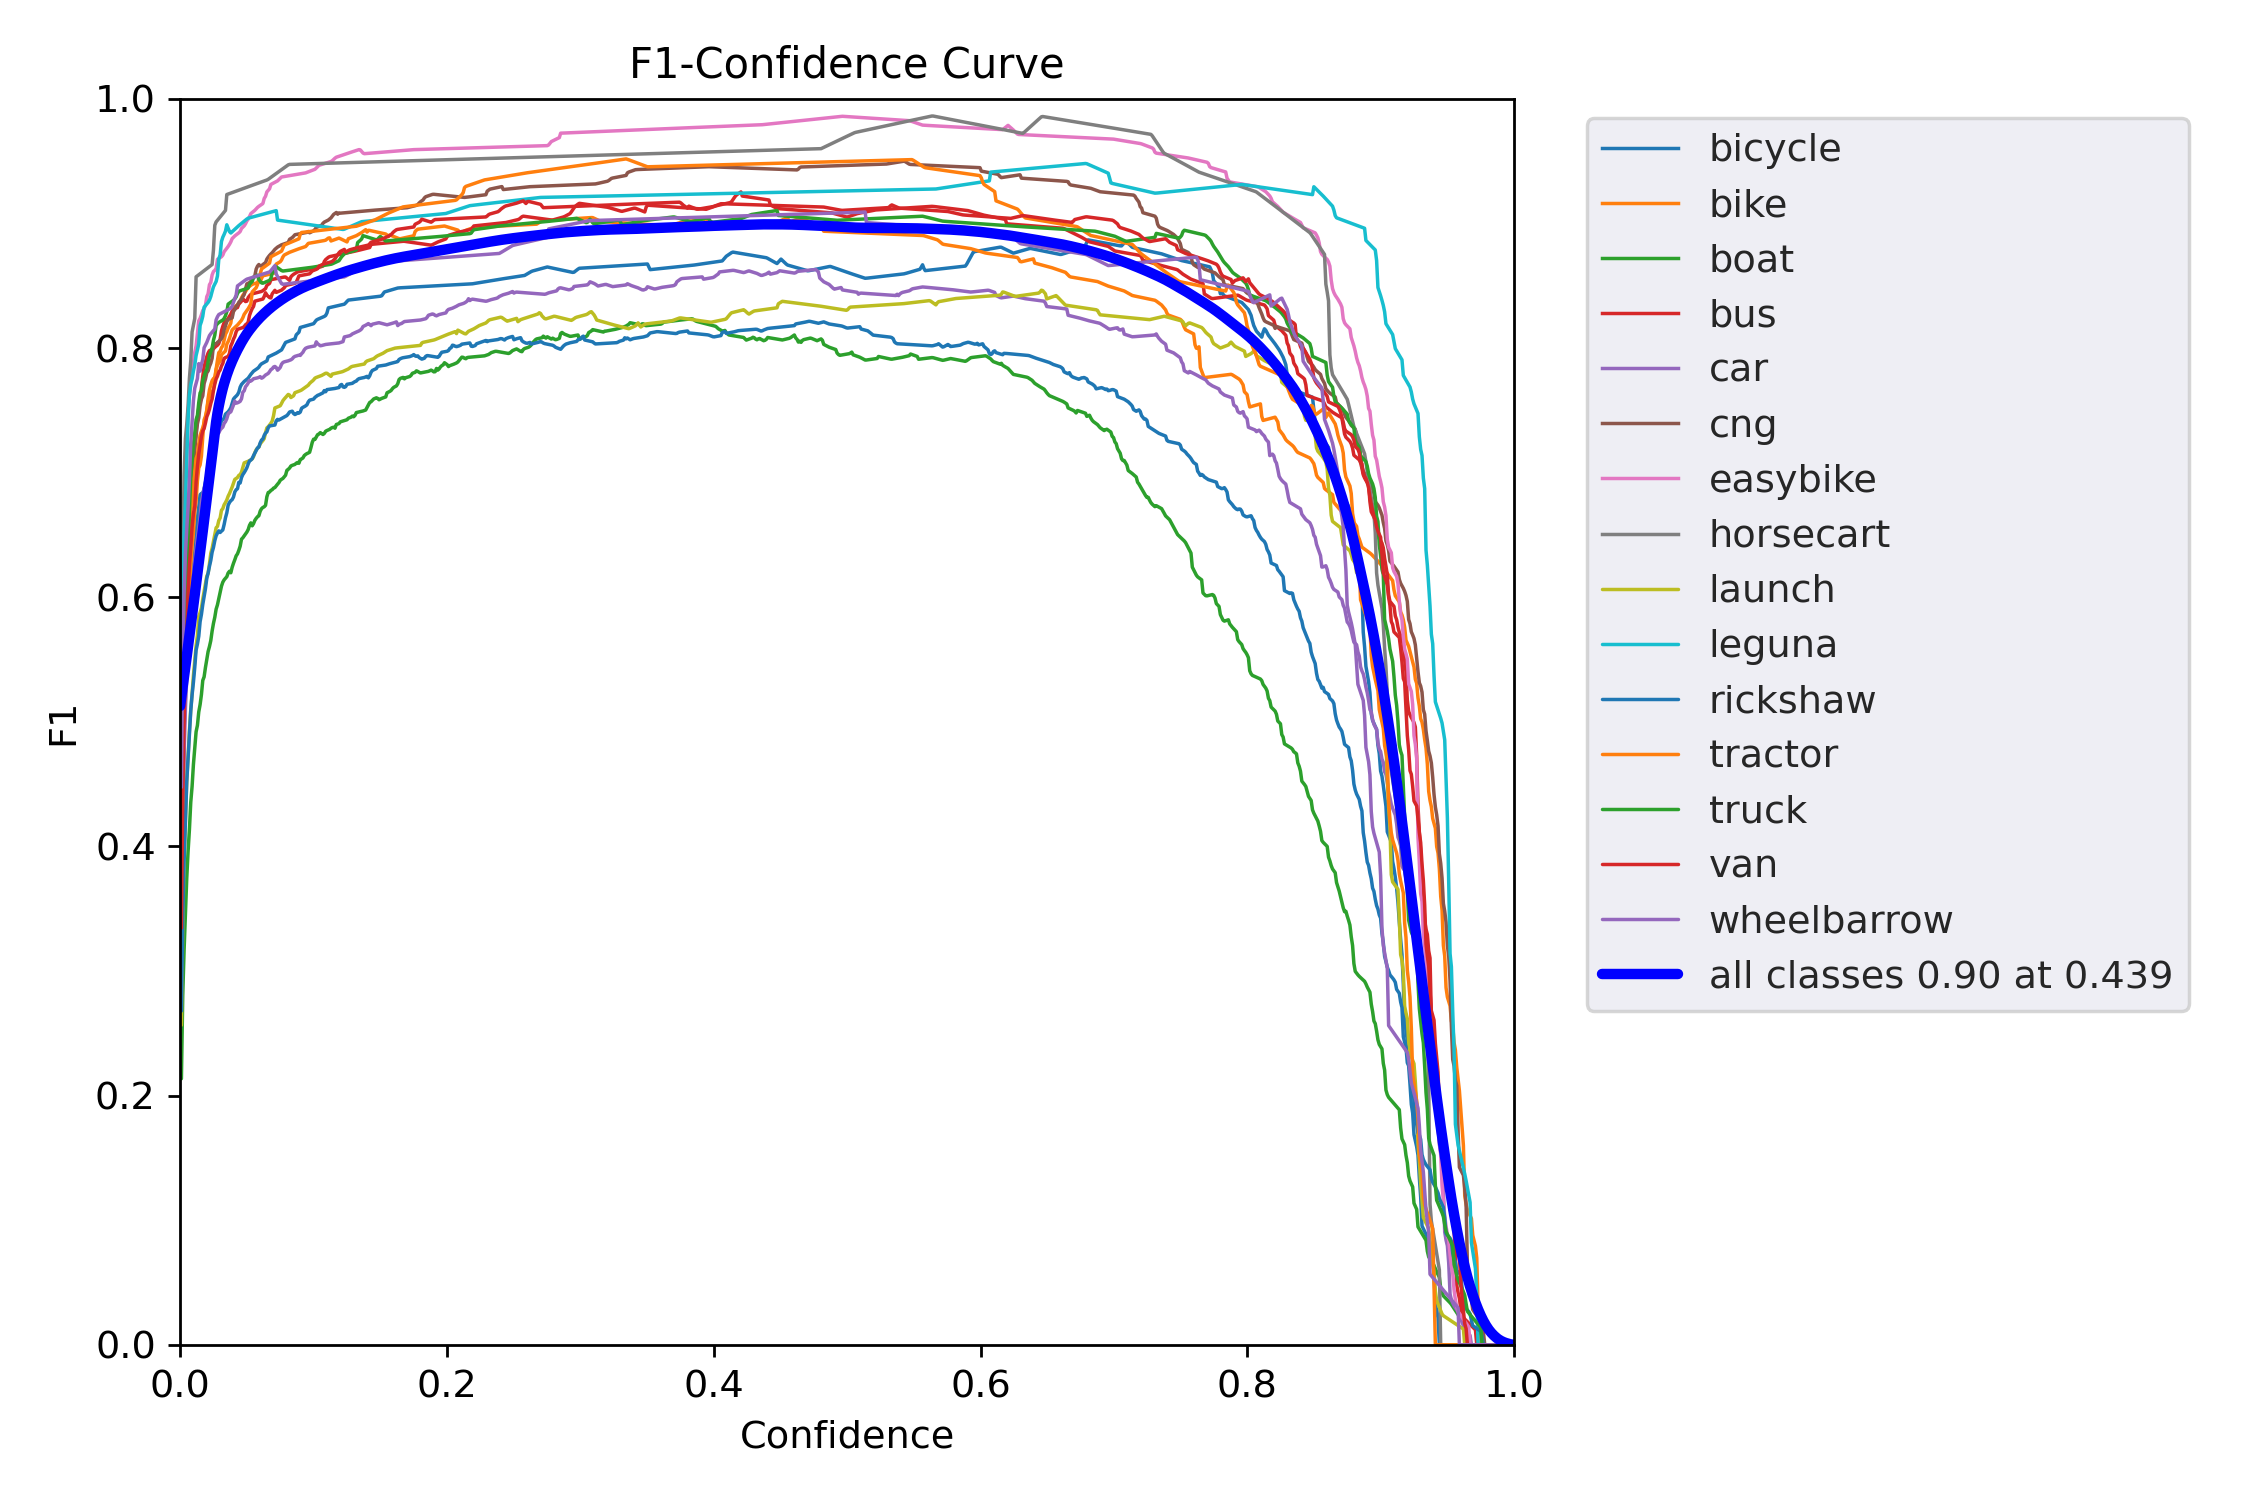 F1-Confidence Curve
1.0
0.8
0.6
0.4
0.2
0.0
F1
0.0 0.2 0.4 0.6 0.8 1.0
Confidence
bicycle
bike
boat
bus
car
cng
easybike
horsecart
launch
leguna
rickshaw
tractor
truck
van
wheelbarrow
all classes 0.90 at 0.439